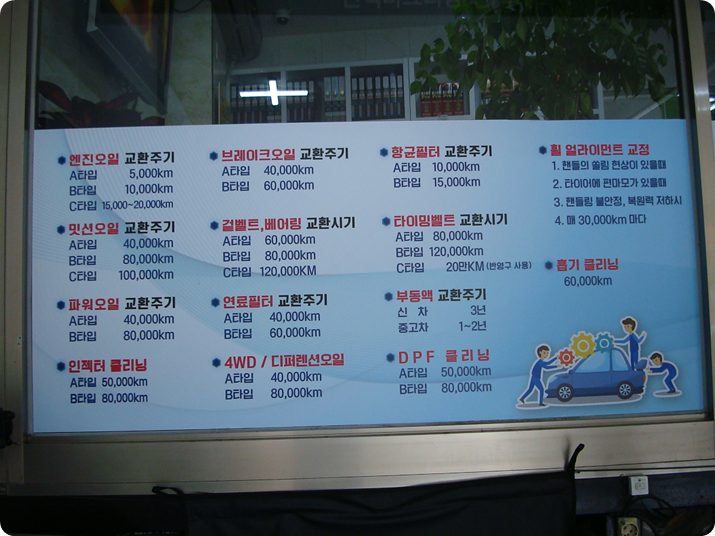 엔진오일 교환주기
A타입 5,000km
B타입 10,000km
C타입 15,000~20,000km
밋션오일 교환주기
A타입 40,000km
B타입 80,000km
C타입 100,000km
파워오일 교환주기
A타입 40,000km
B타입 80,000km
인젝터 클리닝
A타입 50,000km
B타입 80,000km
브레이크오일 교환주기
A타입 40,000km
B타입 60,000km
겉벨트,베어링 교환시기
A타입 60,000km
B타입 80,000km
C타입 120,000KM
연료필터 교환주기
A타입 40,000km
B타입 60,000km
4WD / 디퍼렌션오일
A타입 40,000km
B타입 80,000km
항균필터 교환주기
A타입 10,000km
B타입 15,000km
타이밍벨트 교환시기
A타입 80,000km
B타입 120,000km
C타입 20만KM (반영구 사용)
부동액 교환주기
신 차 3년
중고차 1~2년
DPF 클리닝
A타입 50,000km
B타입 80,000km
휠 얼라이먼트 교정
1. 핸들의 쏠림 현상이 있을때
2. 타이어에 편마모가 있을때
3. 핸들링 불안정, 복원력 저하시
4. 매 30,000km 마다
흡기 클리닝
60,000km